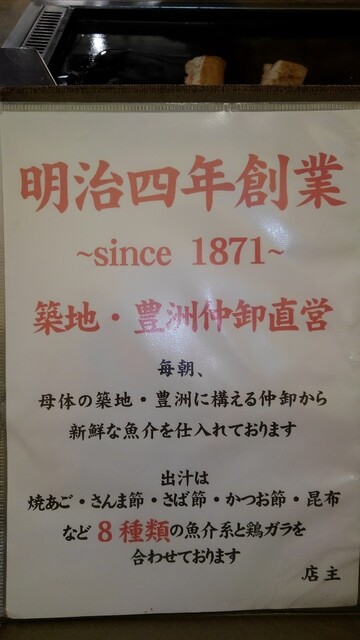 明治四年創業
~since 1871~
築地・豊洲仲卸直営
毎朝、
母体の築地・豊洲に構える仲卸から
新鮮な魚介を仕入れております
出汁は
焼あご・さんま節・さば節・かつお節・昆布
など8種類の魚介系と鶏ガラを
合わせております
店主